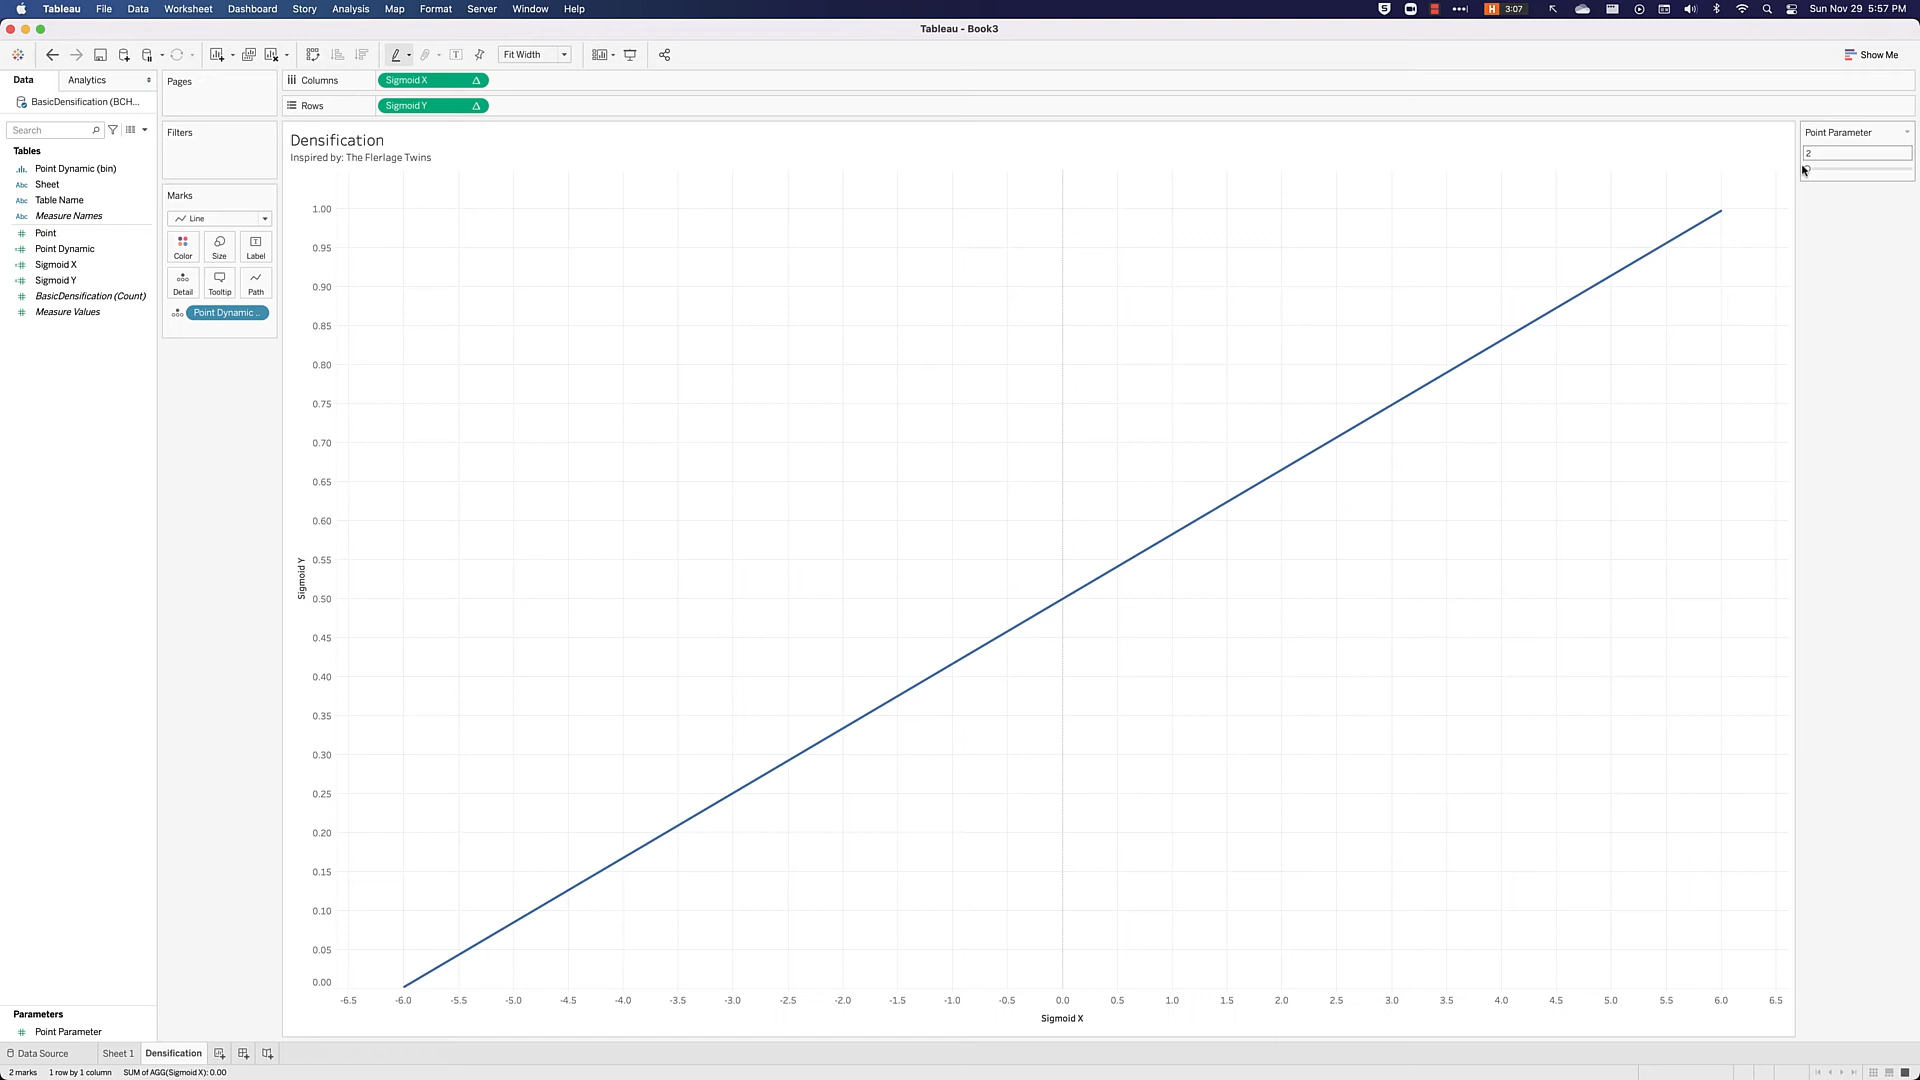 Tableau File Data Worksheet Dashboard Story Analysis Map Format Server Window Help
H 3:07
Sun Nov 29 5:57 PM
Tableau - Book3
Fit Width
Show Me
Data Analytics
BasicDensification (BCH...
Search
Tables
Point Dynamic (bin)
Abc Sheet
Abc Table Name
Abc Measure Names
Point
Point Dynamic
Sigmoid X
Sigmoid Y
BasicDensification (Count)
Measure Values
Parameters
Point Parameter
Pages
Filters
Marks
Line
Color Size Label
Detail Tooltip Path
Point Dynamic ..
Columns Sigmoid X Δ
Rows Sigmoid Y Δ
Densification
Inspired by: The Flerlage Twins
1.00
0.95
0.90
0.85
0.80
0.75
0.70
0.65
0.60
0.55
0.50
0.45
0.40
0.35
0.30
0.25
0.20
0.15
0.10
0.05
0.00
Sigmoid Y
-6.5 -6.0 -5.5 -5.0 -4.5 -4.0 -3.5 -3.0 -2.5 -2.0 -1.5 -1.0 -0.5 0.0 0.5 1.0 1.5 2.0 2.5 3.0 3.5 4.0 4.5 5.0 5.5 6.0 6.5
Sigmoid X
Point Parameter
2
Data Source Sheet 1 Densification
2 marks 1 row by 1 column SUM of AGG(Sigmoid X): 0.00